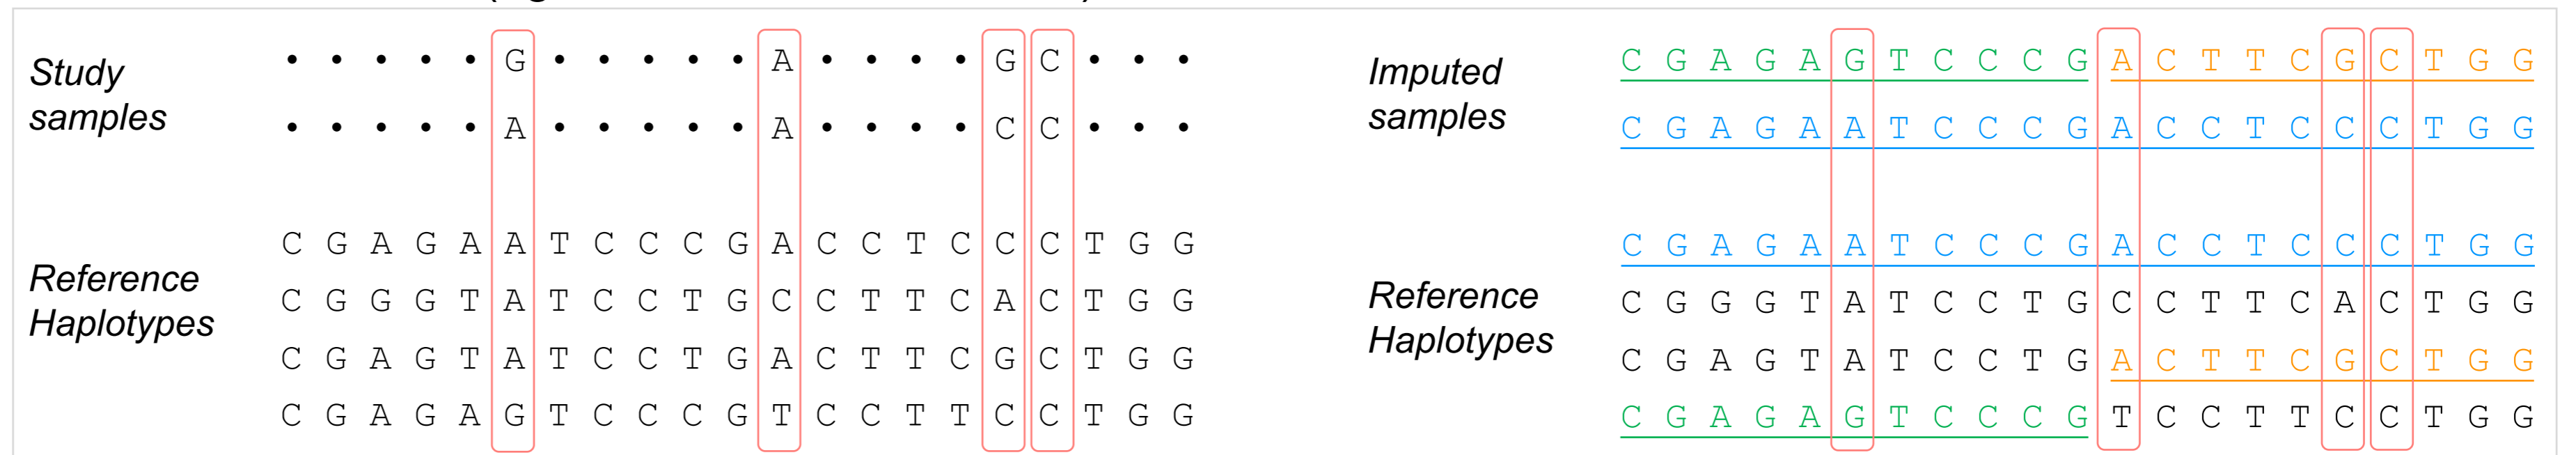 Study
samples
• • • • • G • • • • • A • • • • G C • • •
• • • • • A • • • • • A • • • • C C • • •
Reference
Haplotypes
C G A G A A T C C C G A C C T C C C T G G
C G G G T A T C C T G C C T T C A C T G G
C G A G T A T C C T G A C T T C G C T G G
C G A G A G T C C C G T C C T T C C T G G
Imputed
samples
C G A G A G T C C C G A C T T C G C T G G
C G A G A A T C C C G A C C T C C C T G G
Reference
Haplotypes
C G A G A A T C C C G A C C T C C C T G G
C G G G T A T C C T G C C T T C A C T G G
C G A G T A T C C T G A C T T C G C T G G
C G A G A G T C C C G T C C T T C C T G G